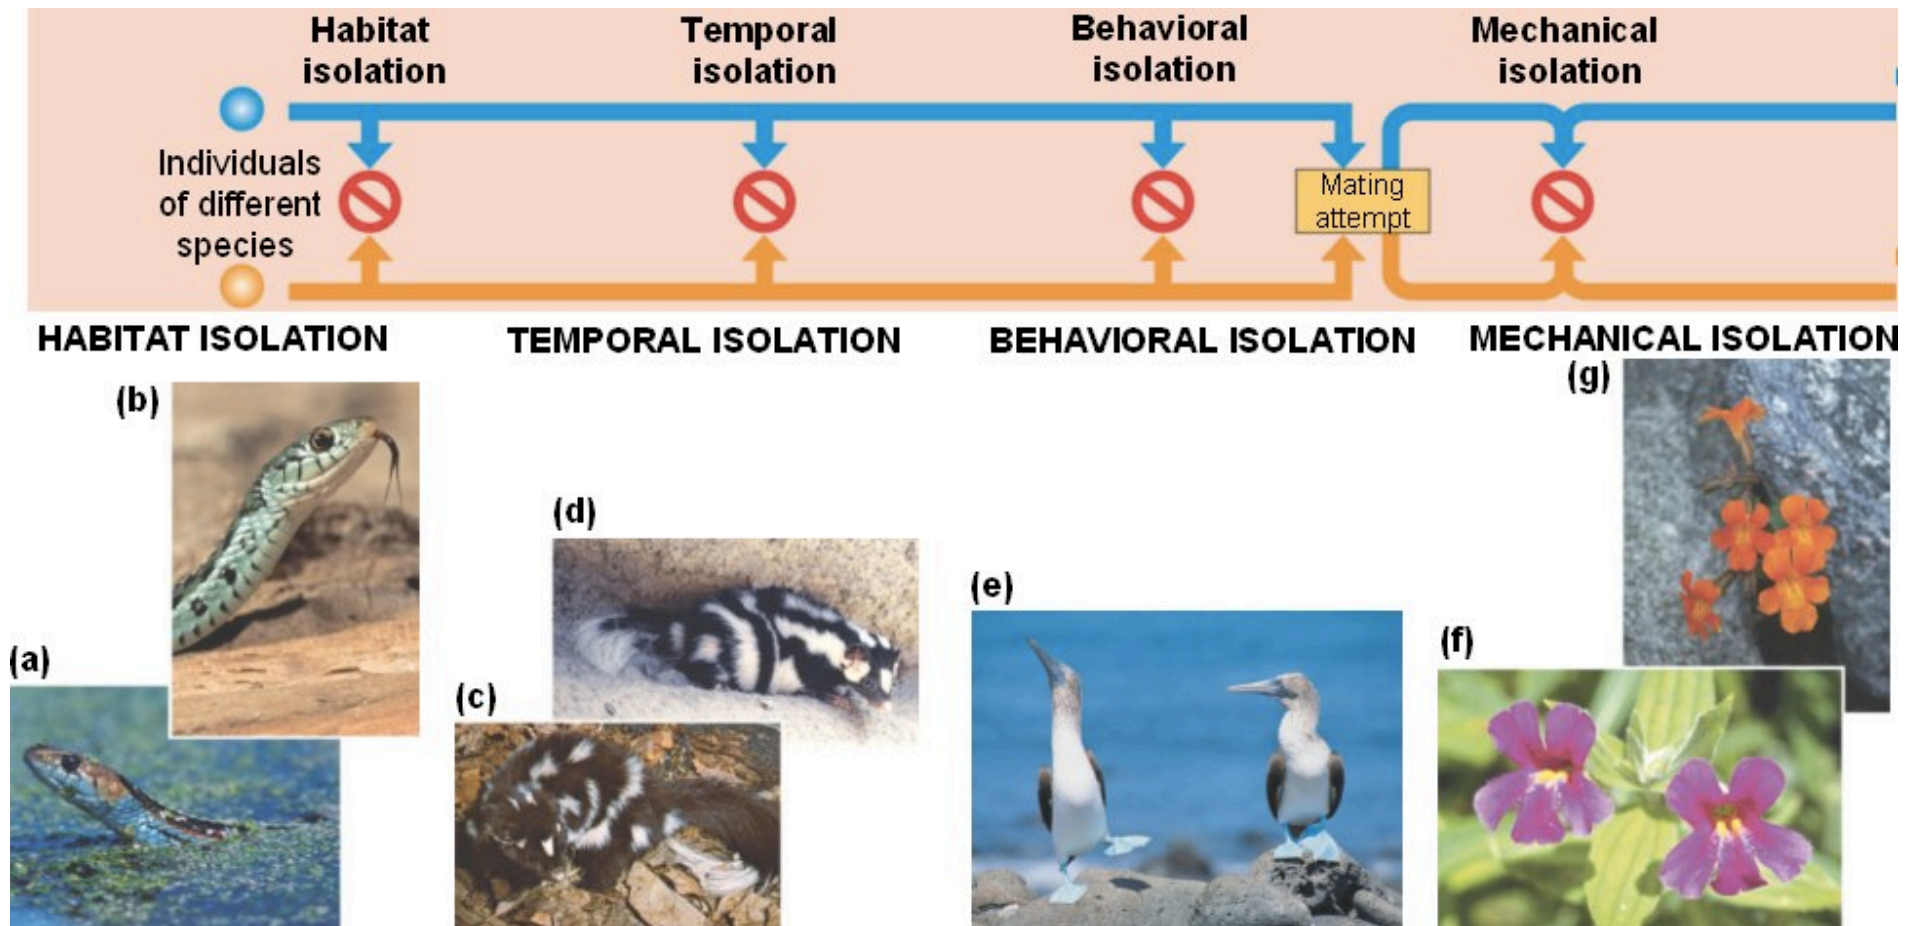 Habitat
isolation
Temporal
isolation
Behavioral
isolation
Mechanical
isolation
Individuals
of different
species
Mating
attempt
HABITAT ISOLATION
TEMPORAL ISOLATION
BEHAVIORAL ISOLATION
MECHANICAL ISOLATION
(g)
(b)
(d)
(e)
(f)
(a)
(c)